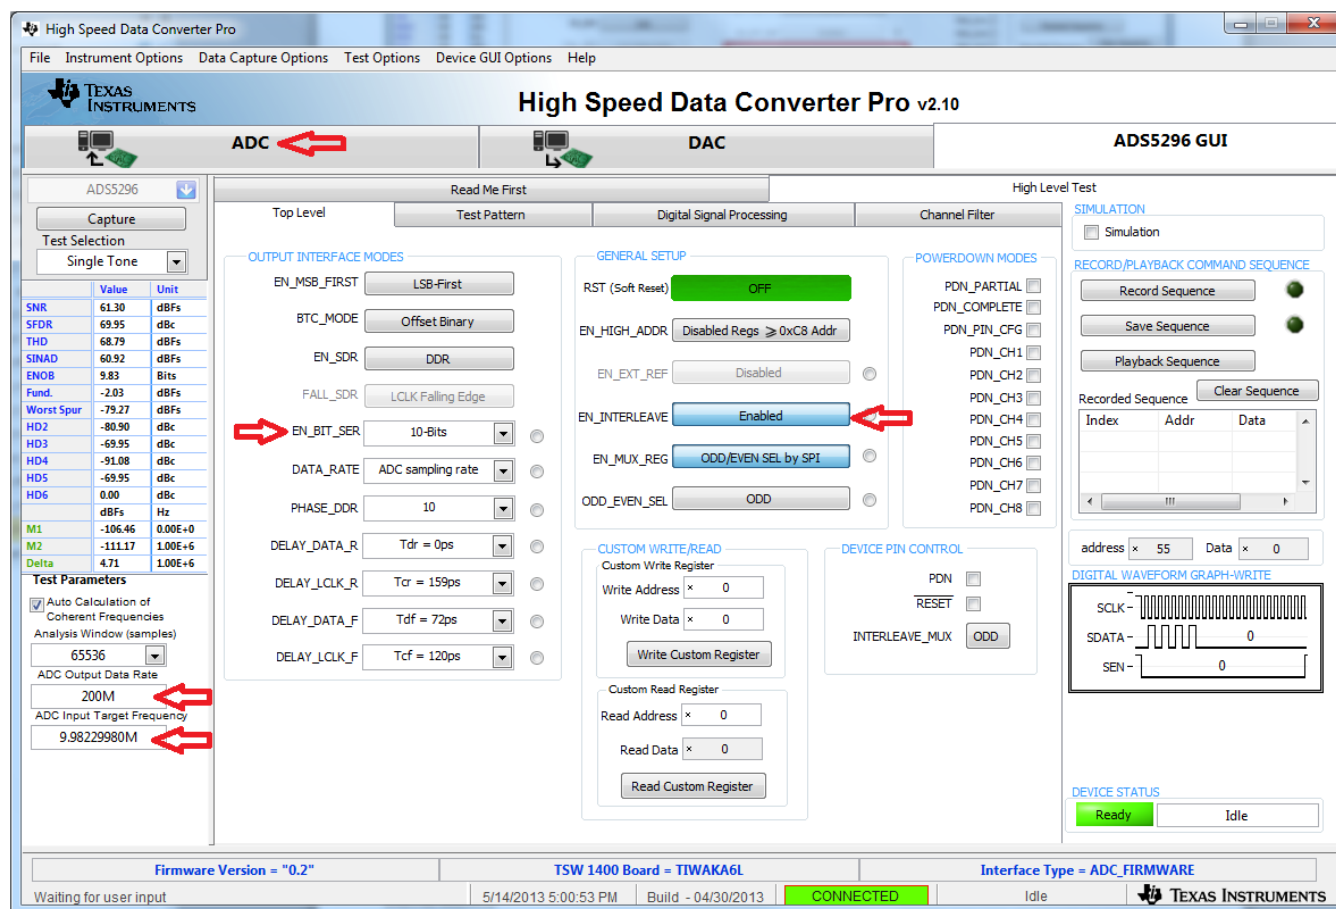 High Speed Data Converter Pro
File Instrument Options Data Capture Options Test Options Device GUI Options Help
TEXAS INSTRUMENTS
High Speed Data Converter Pro v2.10
ADC
DAC
ADS5296 GUI
ADS5296
Capture
Test Selection
Single Tone
Value Unit
SNR 61.30 dBFs
SFDR 69.95 dBc
THD 68.79 dBFs
SINAD 60.92 dBFs
ENOB 9.83 Bits
Fund. -2.03 dBFs
Worst Spur -79.27 dBFs
HD2 -80.90 dBc
HD3 -69.95 dBc
HD4 -91.08 dBc
HD5 -69.95 dBc
HD6 0.00 dBc
dBFs Hz
M1 -106.46 0.00E+0
M2 -111.17 1.00E+6
Delta 4.71 1.00E+6
Test Parameters
Auto Calculation of
Coherent Frequencies
Analysis Window (samples)
65536
ADC Output Data Rate
200M
ADC Input Target Frequency
9.98229980M
Read Me First
High Level Test
Top Level
Test Pattern
Digital Signal Processing
Channel Filter
OUTPUT INTERFACE MODES
EN_MSB_FIRST LSB-First
BTC_MODE Offset Binary
EN_SDR DDR
FALL_SDR LCLK Falling Edge
EN_BIT_SER 10-Bits
DATA_RATE ADC sampling rate
PHASE_DDR 10
DELAY_DATA_R Tdr = 0ps
DELAY_LCLK_R Tcr = 159ps
DELAY_DATA_F Tdf = 72ps
DELAY_LCLK_F Tcf = 120ps
GENERAL SETUP
RST (Soft Reset) OFF
EN_HIGH_ADDR Disabled Regs ⩾ 0xC8 Addr
EN_EXT_REF Disabled
EN_INTERLEAVE Enabled
EN_MUX_REG ODD/EVEN SEL by SPI
ODD_EVEN_SEL ODD
POWERDOWN MODES
PDN_PARTIAL
PDN_COMPLETE
PDN_PIN_CFG
PDN_CH1
PDN_CH2
PDN_CH3
PDN_CH4
PDN_CH5
PDN_CH6
PDN_CH7
PDN_CH8
CUSTOM WRITE/READ
Custom Write Register
Write Address × 0
Write Data × 0
Write Custom Register
Custom Read Register
Read Address × 0
Read Data × 0
Read Custom Register
DEVICE PIN CONTROL
PDN
RESET
INTERLEAVE_MUX ODD
SIMULATION
Simulation
RECORD/PLAYBACK COMMAND SEQUENCE
Record Sequence
Save Sequence
Playback Sequence
Recorded Sequence Clear Sequence
Index Addr Data
address × 55 Data × 0
DIGITAL WAVEFORM GRAPH-WRITE
SCLK
SDATA 0
SEN 0
DEVICE STATUS
Ready Idle
Firmware Version = "0.2"
TSW 1400 Board = TIWAKA6L
Interface Type = ADC_FIRMWARE
Waiting for user input
5/14/2013 5:00:53 PM
Build - 04/30/2013
CONNECTED
Idle
TEXAS INSTRUMENTS